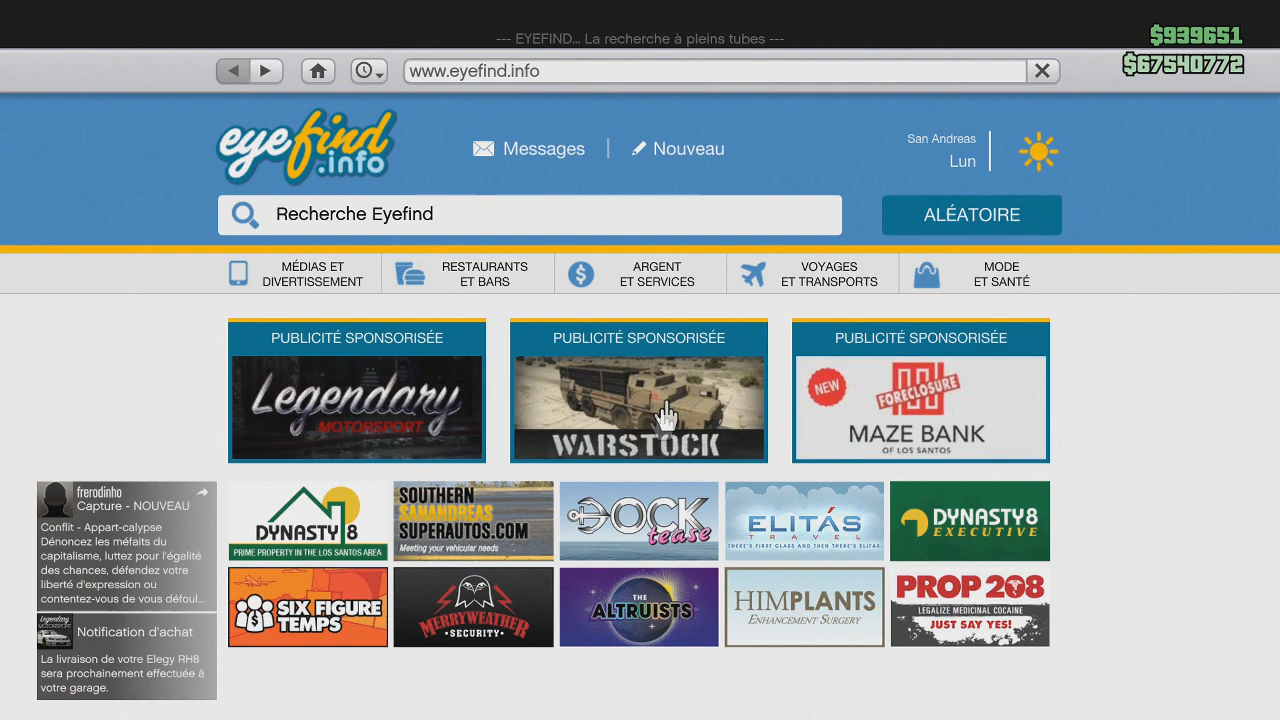 --- EYEFIND... La recherche à pleins tubes ---
$939651
$67540772
www.eyefind.info
eyefind
.info
Messages
Nouveau
San Andreas
Lun
Recherche Eyefind
ALÉATOIRE
MÉDIAS ET
DIVERTISSEMENT
RESTAURANTS
ET BARS
ARGENT
ET SERVICES
VOYAGES
ET TRANSPORTS
MODE
ET SANTÉ
PUBLICITÉ SPONSORISÉE
Legendary
MOTORSPORT
PUBLICITÉ SPONSORISÉE
WARSTOCK
PUBLICITÉ SPONSORISÉE
NEW
FORECLOSURE
MAZE BANK
OF LOS SANTOS
frerodinho
Capture - NOUVEAU
Conflit - Appart-calypse
Dénoncez les méfaits du
capitalisme, luttez pour l'égalité
des chances, défendez votre
liberté d'expression ou
contentez-vous de vous défoul...
Legendary
MOTORSPORT
Notification d'achat
La livraison de votre Elegy RH8
sera prochainement effectuée à
votre garage.
DYNASTY 8
PRIME PROPERTY IN THE LOS SANTOS AREA
SOUTHERN
SANANDREAS
SUPERAUTOS.COM
Meeting your vehicular needs
DOCK
tease
ELITÁS
TRAVEL
THERE'S FIRST CLASS AND THEN THERE'S ELITAS
DYNASTY 8
EXECUTIVE
SIX FIGURE
TEMPS
MERRYWEATHER
SECURITY
THE
ALTRUISTS
HIMPLANTS
ENHANCEMENT SURGERY
PROP 208
LEGALIZE MEDICINAL COCAINE
JUST SAY YES!